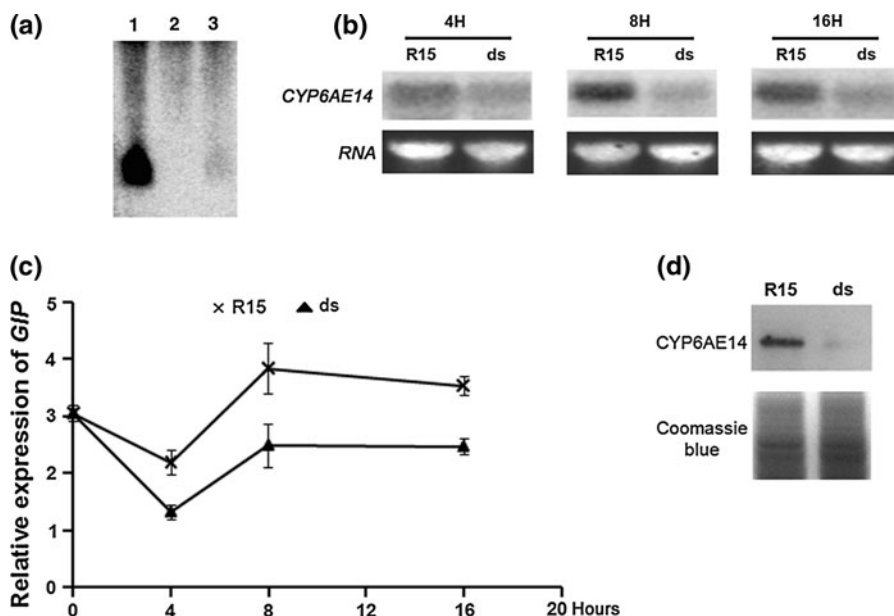 (a)
1 2 3
(b)
4H 8H 16H
R15 ds R15 ds R15 ds
CYP6AE14
RNA
(c)
Relative expression of GIP
5
4
3
2
1
0
× R15 ▲ ds
0 4 8 12 16 20 Hours
(d)
R15 ds
CYP6AE14
Coomassie
blue